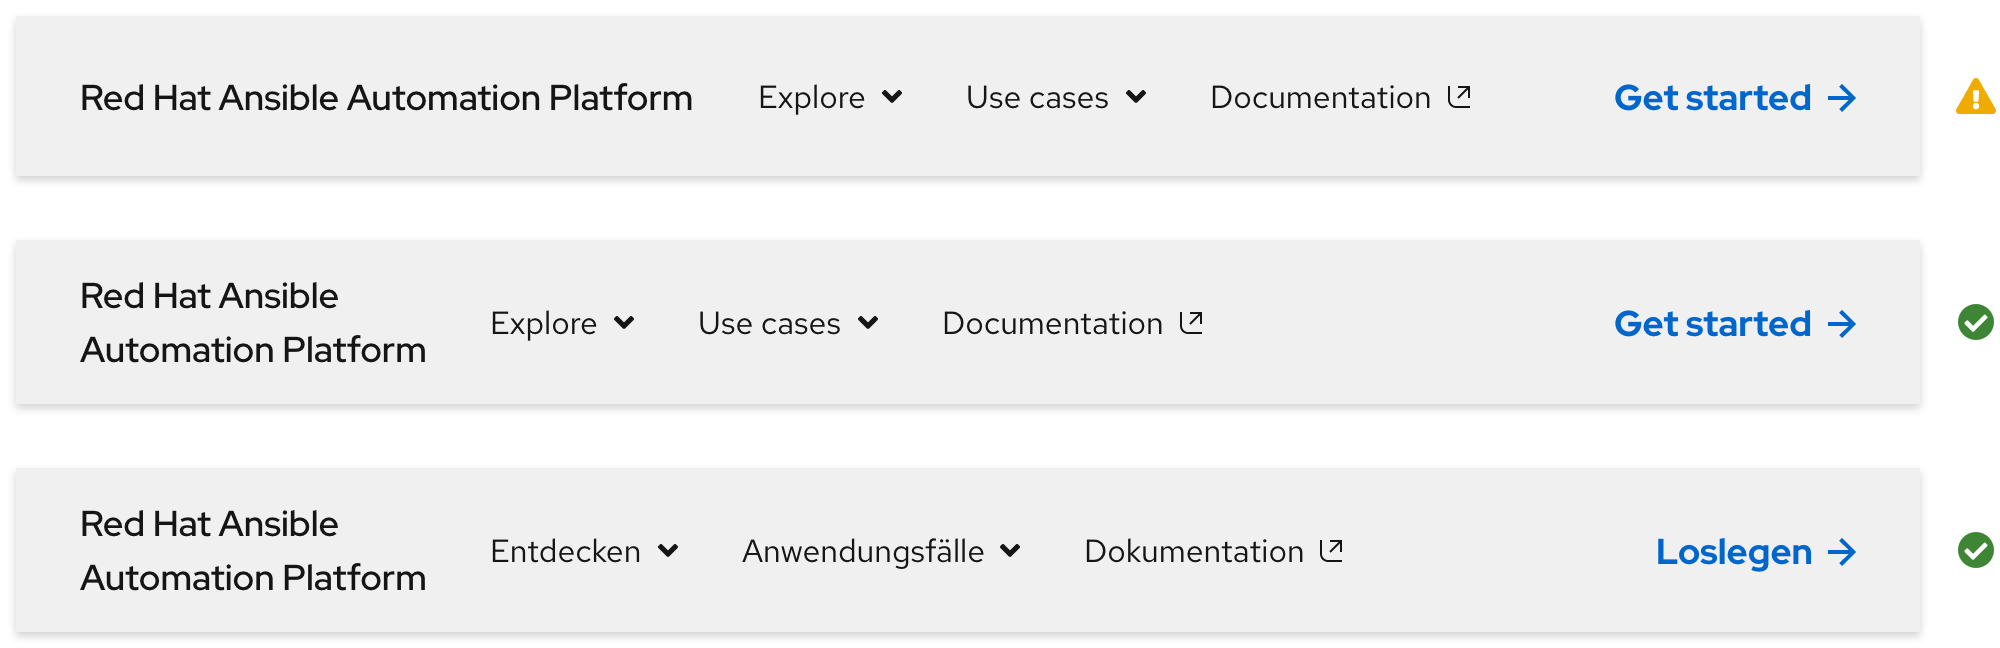 Red Hat Ansible Automation Platform Explore Use cases Documentation Get started
Red Hat Ansible
Automation Platform
Explore Use cases Documentation Get started
Red Hat Ansible
Automation Platform
Entdecken Anwendungsfälle Dokumentation Loslegen